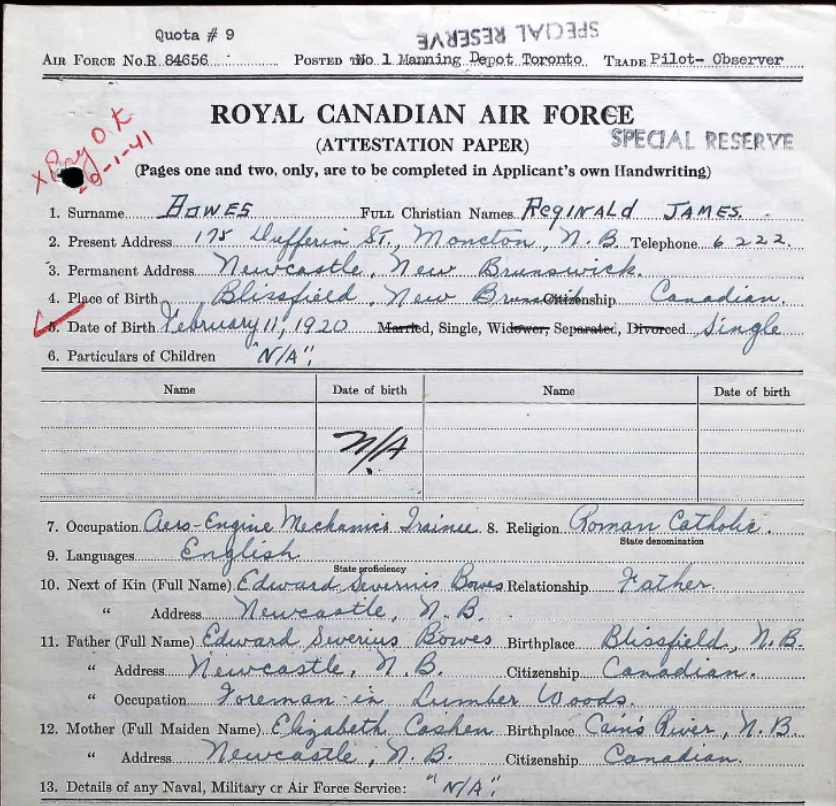 Quota # 9
SPECIAL RESERVE
AIR FORCE No. R 84656 POSTED No. 1 Manning Depot Toronto TRADE Pilot- Observer
ROYAL CANADIAN AIR FORCE
(ATTESTATION PAPER) SPECIAL RESERVE
(Pages one and two, only, are to be completed in Applicant's own Handwriting)
x Reg O.K
-1-41
1. Surname BOWES FULL Christian Names REGINALD JAMES.
2. Present Address 175 Dufferin St., Moncton, N.B. Telephone 6222.
3. Permanent Address Newcastle, New Brunswick.
4. Place of Birth Blissfield, New Brunswick Citizenship Canadian.
5. Date of Birth February 11, 1920 Married, Single, Widower, Separated, Divorced Single
6. Particulars of Children "N/A".
Name Date of birth Name Date of birth
N/A
7. Occupation Aero-Engine Mechanics Trainee 8. Religion Roman Catholic.
State denomination
9. Languages English
State proficiency
10. Next of Kin (Full Name) Edward Severnis Bowes Relationship Father
" Address Newcastle, N.B.
11. Father (Full Name) Edward Siverius Bowes Birthplace Blissfield, N.B.
" Address Newcastle, N.B. Citizenship Canadian.
" Occupation Foreman in Lumber Woods.
12. Mother (Full Maiden Name) Elizabeth Cashen Birthplace Cain's River, N.B.
" Address Newcastle, N.B. Citizenship Canadian.
13. Details of any Naval, Military or Air Force Service: "N/A".